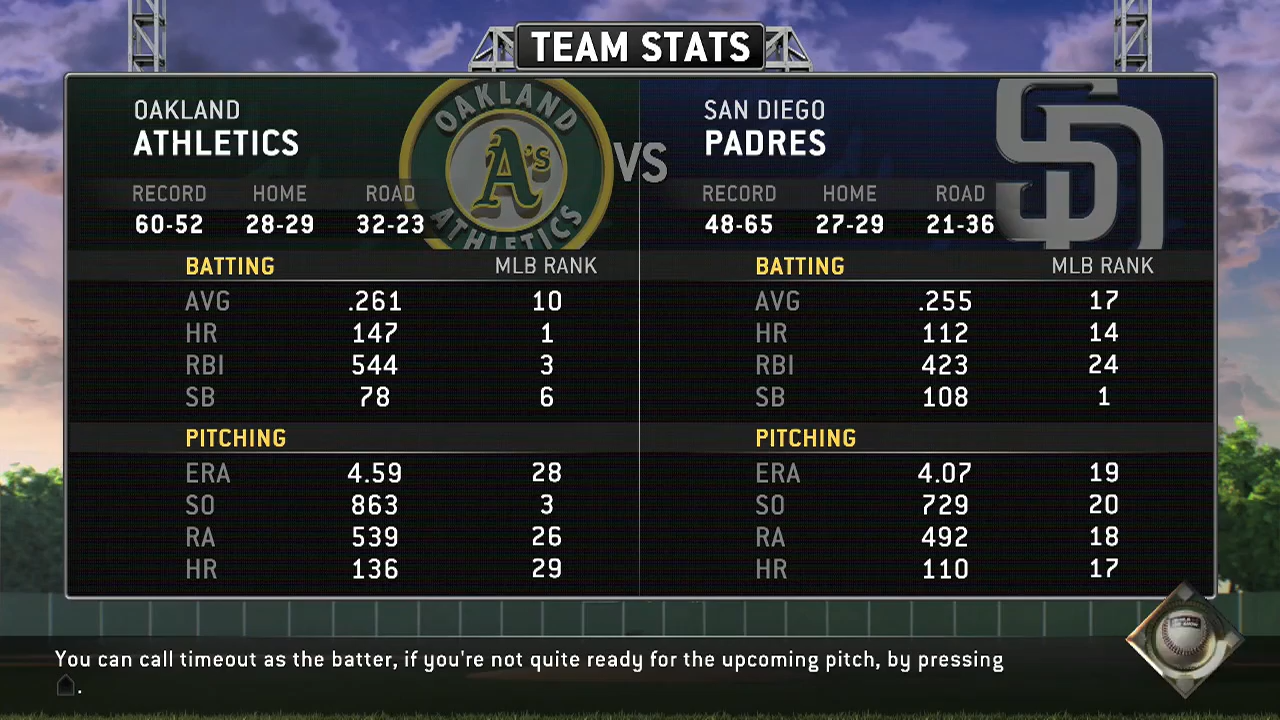 TEAM STATS
OAKLAND
ATHLETICS
OAKLAND
A's
ATHLETICS
VS
SAN DIEGO
PADRES
SD
RECORD HOME ROAD
60-52 28-29 32-23
RECORD HOME ROAD
48-65 27-29 21-36
BATTING MLB RANK
AVG .261 10
HR 147 1
RBI 544 3
SB 78 6
PITCHING
ERA 4.59 28
SO 863 3
RA 539 26
HR 136 29
BATTING MLB RANK
AVG .255 17
HR 112 14
RBI 423 24
SB 108 1
PITCHING
ERA 4.07 19
SO 729 20
RA 492 18
HR 110 17
You can call timeout as the batter, if you're not quite ready for the upcoming pitch, by pressing
.